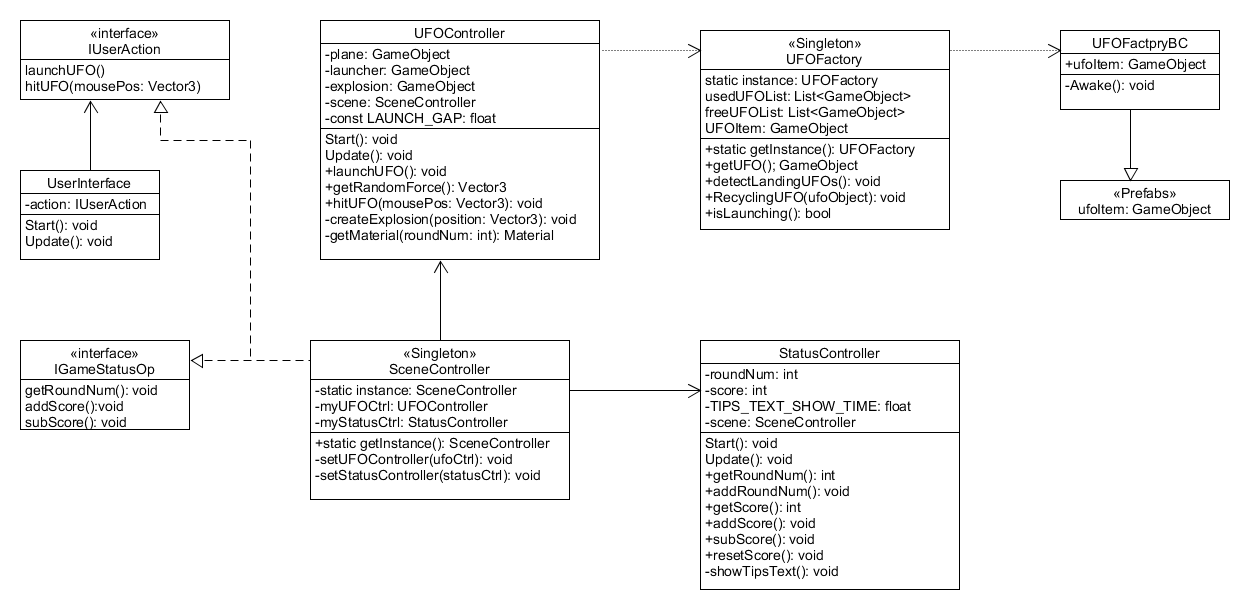 «interface»
IUserAction
launchUFO()
hitUFO(mousePos: Vector3)
UserInterface
-action: IUserAction
Start(): void
Update(): void
«interface»
IGameStatusOp
getRoundNum(): void
addScore():void
subScore(): void
UFOController
-plane: GameObject
-launcher: GameObject
-explosion: GameObject
-scene: SceneController
-const LAUNCH_GAP: float
Start(): void
Update(): void
+launchUFO(): void
+getRandomForce(): Vector3
+hitUFO(mousePos: Vector3): void
-createExplosion(position: Vector3): void
-getMaterial(roundNum: int): Material
«Singleton»
SceneController
-static instance: SceneController
-myUFOCtrl: UFOController
-myStatusCtrl: StatusController
+static getInstance(): SceneController
-setUFOController(ufoCtrl): void
-setStatusController(statusCtrl): void
«Singleton»
UFOFactory
static instance: UFOFactory
usedUFOList: List<GameObject>
freeUFOList: List<GameObject>
UFOItem: GameObject
+static getInstance(): UFOFactory
+getUFO(); GameObject
+detectLandingUFOs(): void
+RecyclingUFO(ufoObject): void
+isLaunching(): bool
StatusController
-roundNum: int
-score: int
-TIPS_TEXT_SHOW_TIME: float
-scene: SceneController
Start(): void
Update(): void
+getRoundNum(): int
+addRoundNum(): void
+getScore(): int
+addScore(): void
+subScore(): void
+resetScore(): void
-showTipsText(): void
UFOFactpryBC
+ufoItem: GameObject
-Awake(): void
«Prefabs»
ufoItem: GameObject